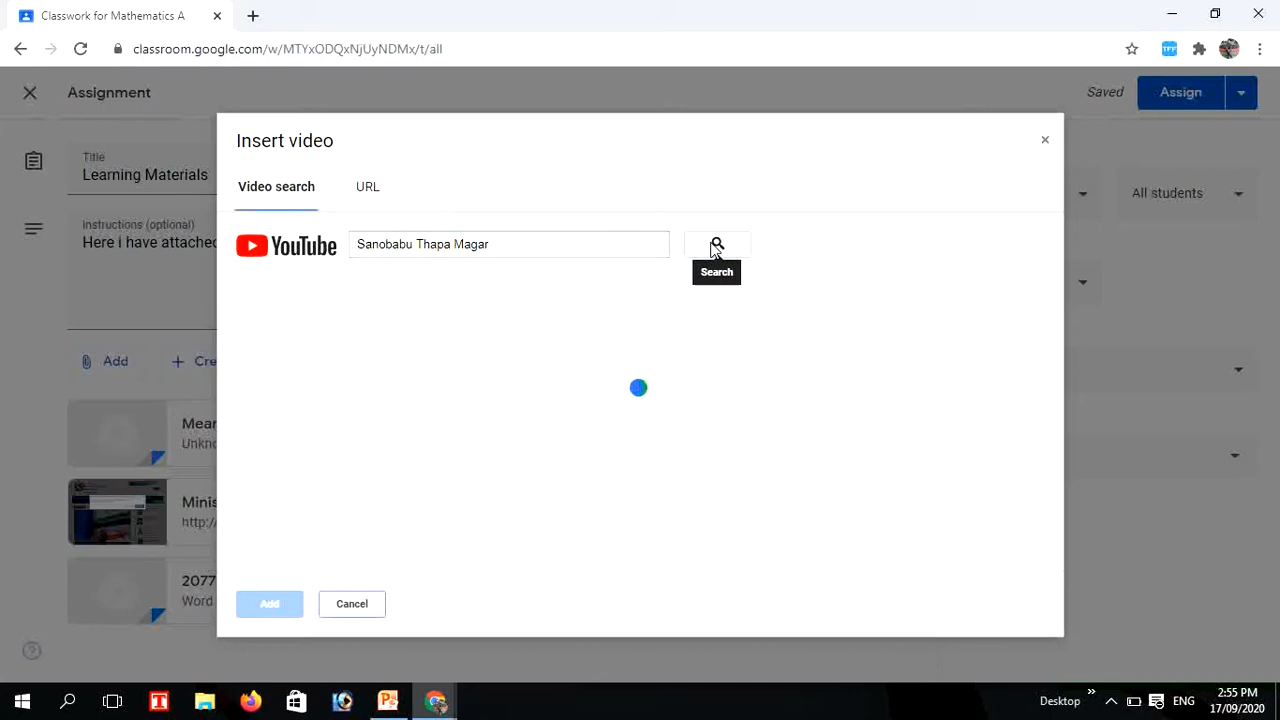 Classwork for Mathematics A
classroom.google.com/w/MTYxODQxNjUyNDMx/t/all
Assignment
Saved
Assign
Insert video
Title
Learning Materials
Video search
URL
All students
Instructions (optional)
Here i have attached
YouTube
Sanobabu Thapa Magar
Search
Add
Cre
Mean
Unkno
Minis
http:/
2077
Word
Add
Cancel
Desktop
ENG
2:55 PM
17/09/2020